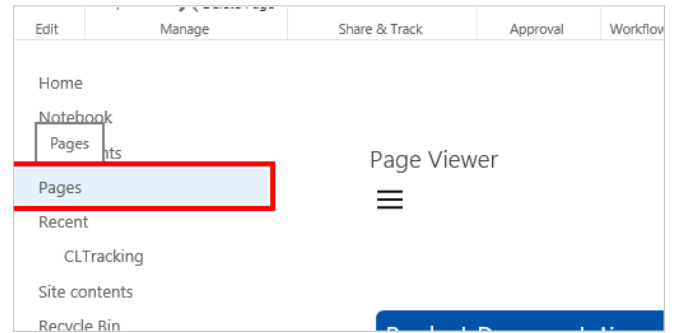 Edit Manage Share & Track Approval Workflow
Home
Notebook
Pages
Pages
Recent
CLTracking
Site contents
Recycle Bin
Page Viewer